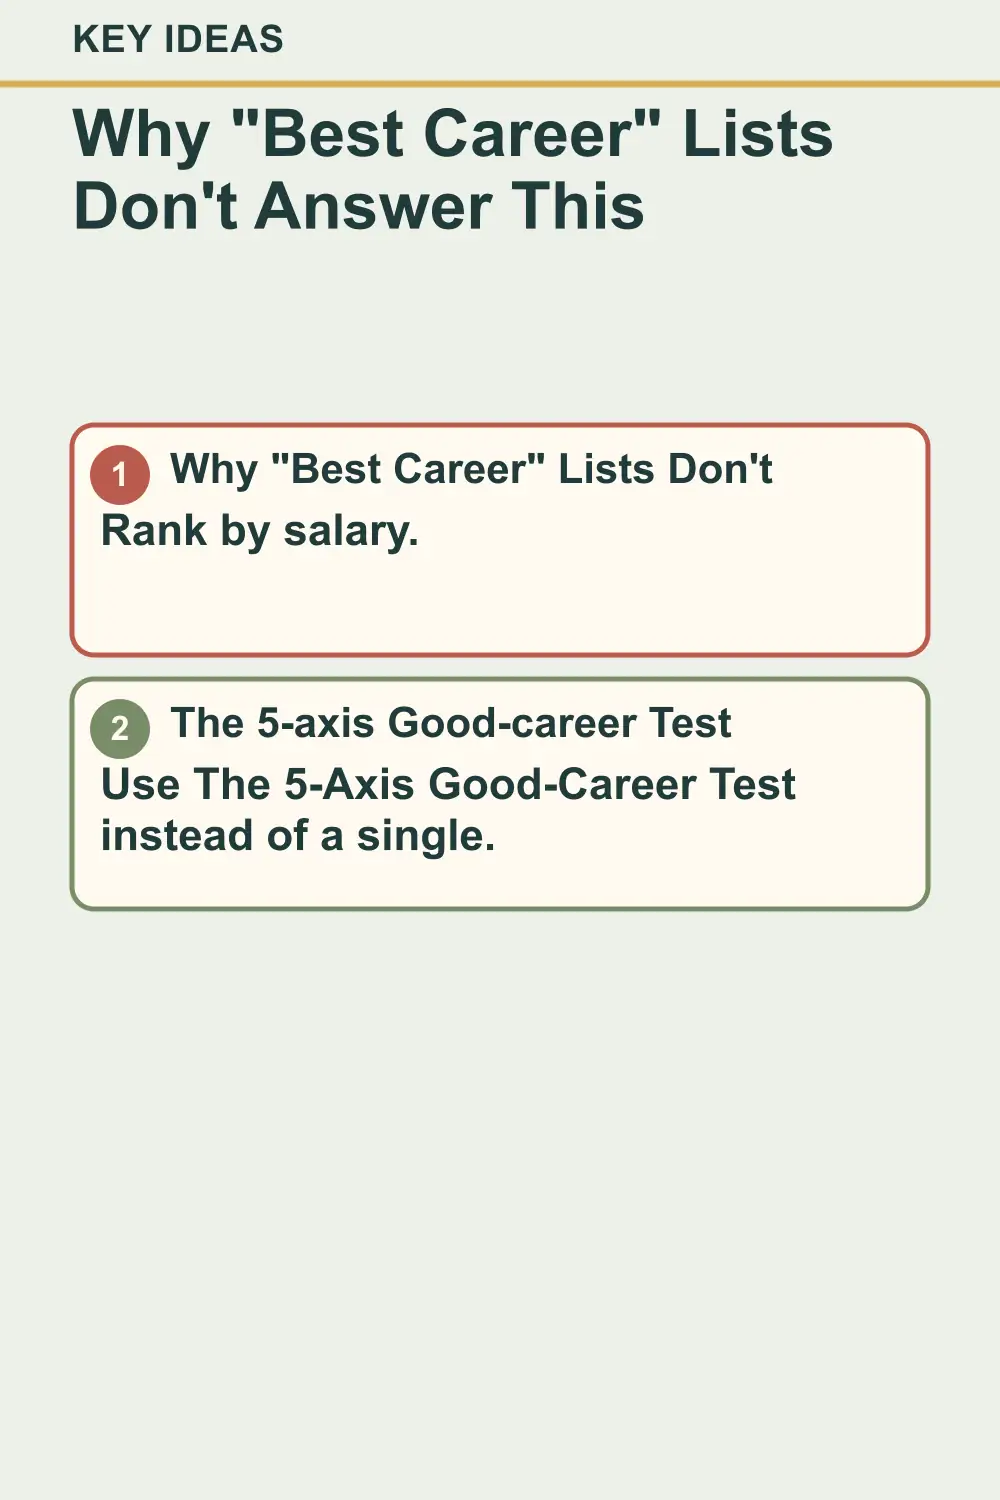 KEY IDEAS
Why "Best Career" Lists
Don't Answer This
1 Why "Best Career" Lists Don't
Rank by salary.
2 The 5-axis Good-career Test
Use The 5-Axis Good-Career Test
instead of a single.